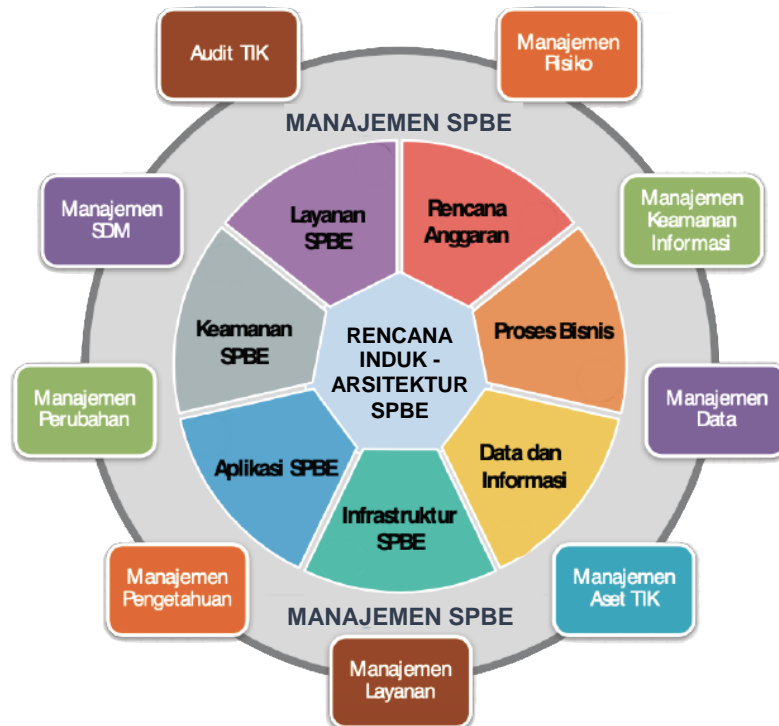 Audit TIK
Manajemen
Risiko
MANAJEMEN SPBE
Manajemen
SDM
Layanan
SPBE
Rencana
Anggaran
Manajemen
Keamanan
Informasi
Keamanan
SPBE
RENCANA
INDUK -
ARSITEKTUR
SPBE
Proses Bisnis
Manajemen
Perubahan
Manajemen
Data
Aplikasi SPBE
Data dan
Informasi
Infrastruktur
SPBE
Manajemen
Pengetahuan
Manajemen
Aset TIK
MANAJEMEN SPBE
Manajemen
Layanan